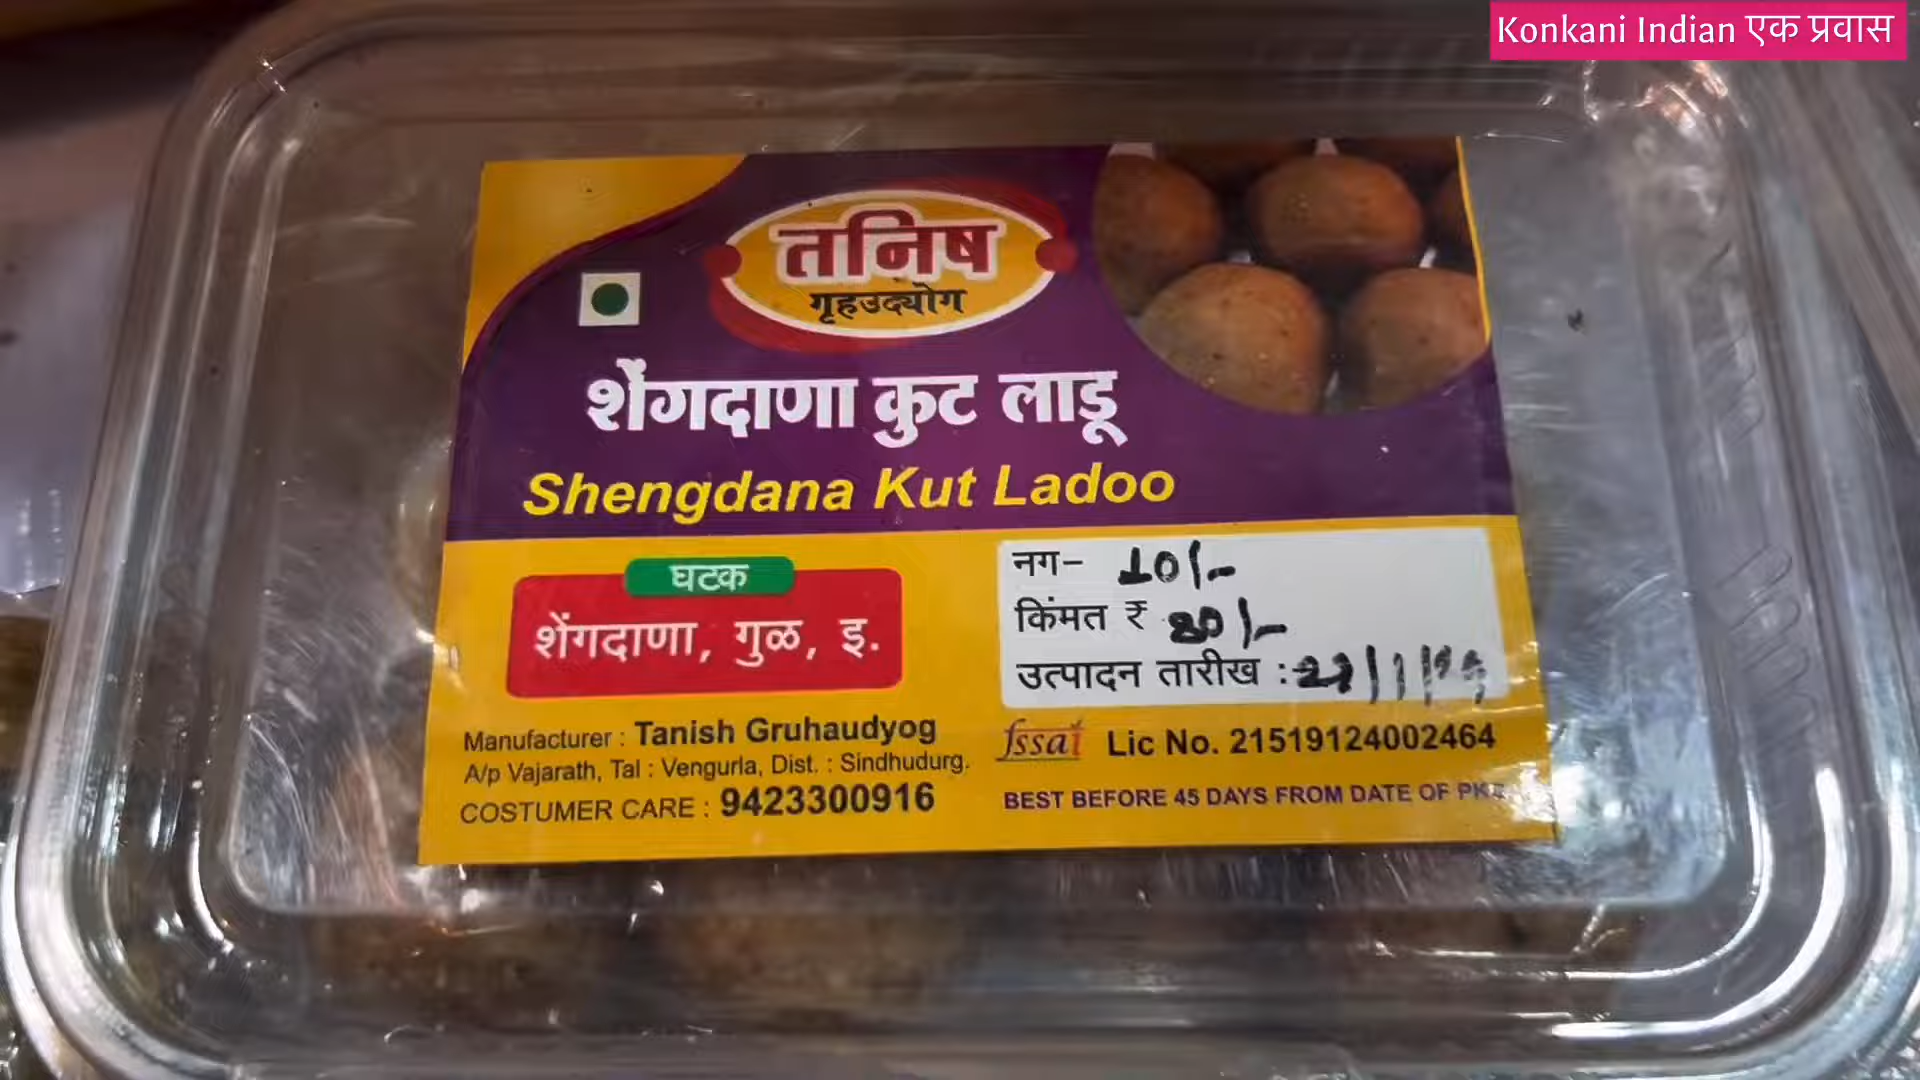 Konkani Indian एक प्रवास
तनिष
गृहउद्योग
शेंगदाणा कुट लाडू
Shengdana Kut Ladoo
घटक
शेंगदाणा, गुळ, इ.
नग- 10/-
किंमत ₹ 80/-
उत्पादन तारीख :
Manufacturer : Tanish Gruhaudyog
A/p Vajarath, Tal : Vengurla, Dist. : Sindhudurg.
COSTUMER CARE : 9423300916
fssai Lic No. 21519124002464
BEST BEFORE 45 DAYS FROM DATE OF